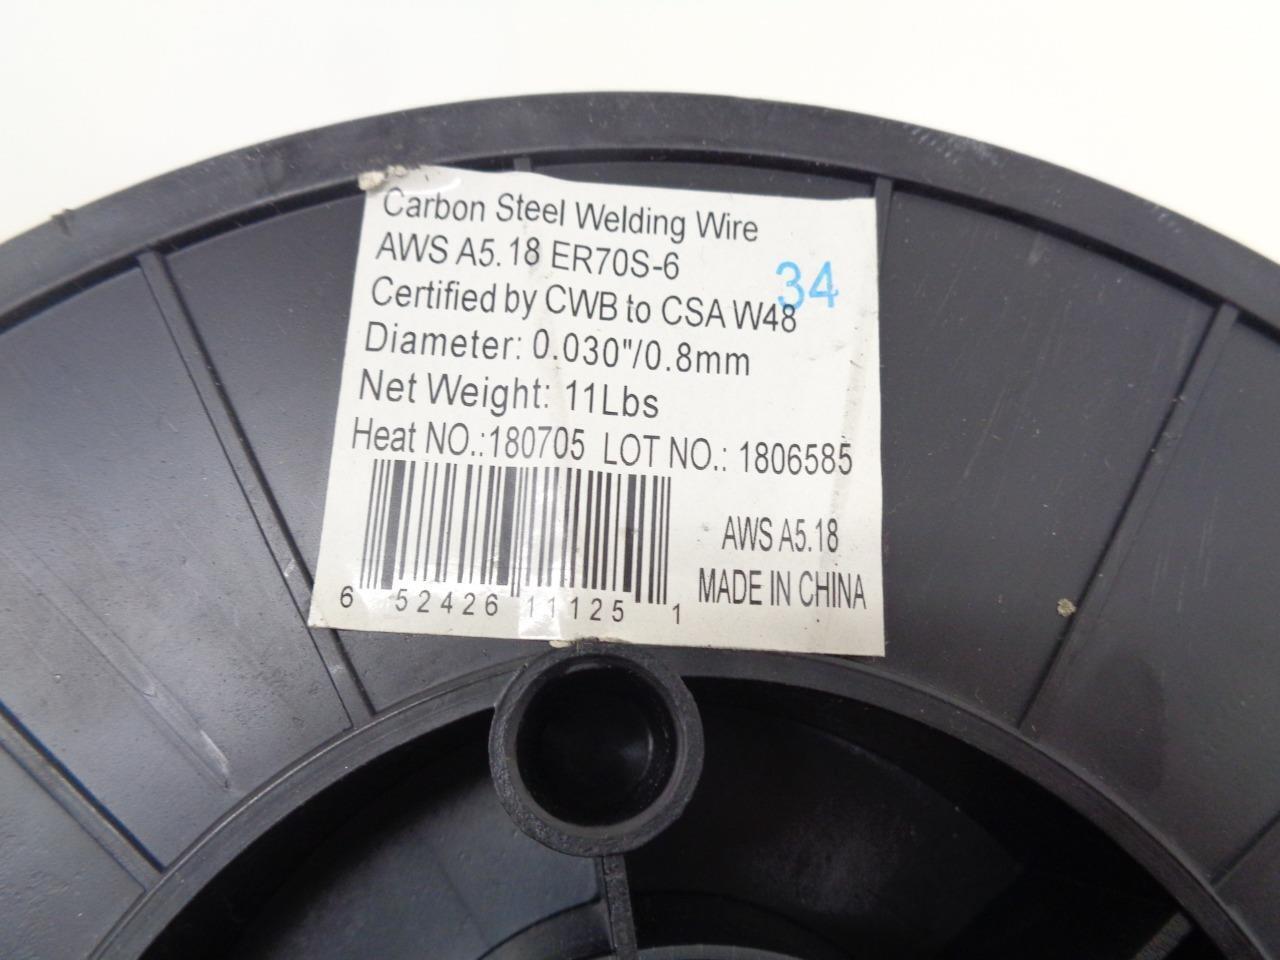 Carbon Steel Welding Wire
AWS A5.18 ER70S-6
34
Certified by CWB to CSA W48
Diameter: 0.030"/0.8mm
Net Weight: 11Lbs
Heat NO.:180705 LOT NO.: 1806585
AWS A5.18
MADE IN CHINA
6 52426 11125 1